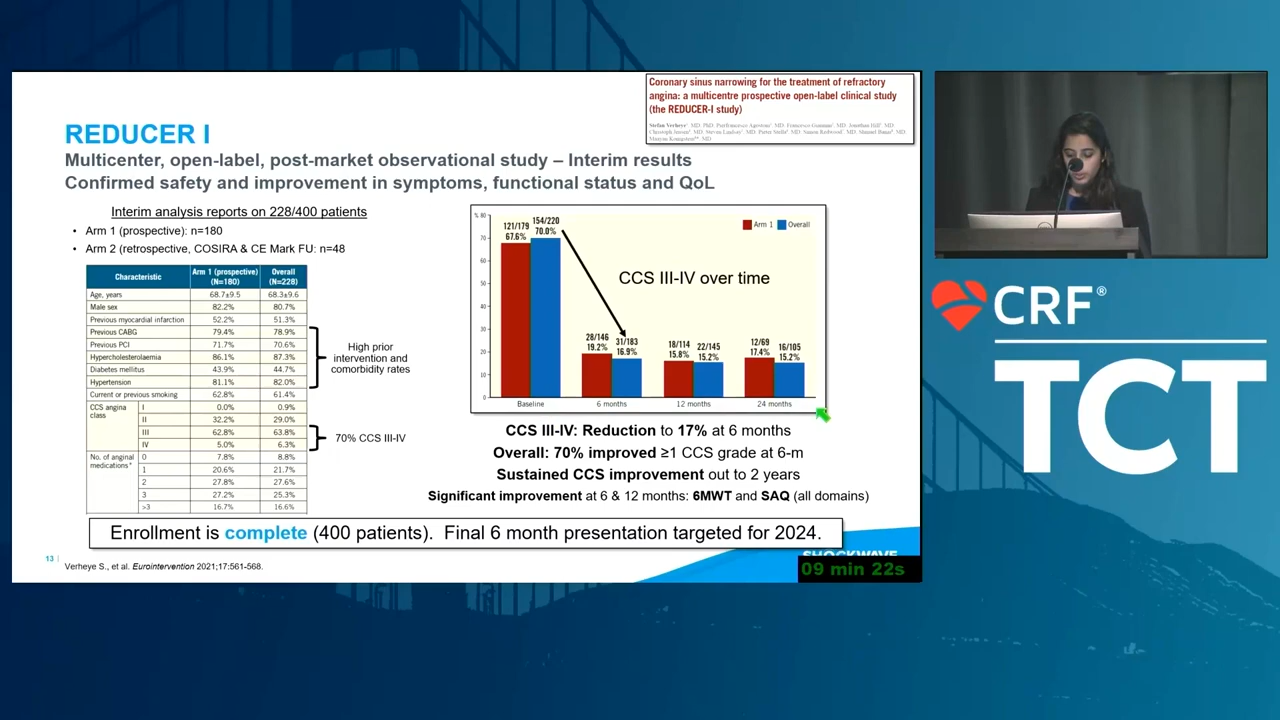 Coronary sinus narrowing for the treatment of refractory
angina: a multicentre prospective open-label clinical study
(the REDUCER-I study)
REDUCER I
Multicenter, open-label, post-market observational study – Interim results
Confirmed safety and improvement in symptoms, functional status and QoL
Interim analysis reports on 228/400 patients
• Arm 1 (prospective): n=180
• Arm 2 (retrospective, COSIRA & CE Mark FU: n=48
Characteristic Arm 1 (prospective) (N=180) Overall (N=228)
Age, years 68.7±9.5 68.3±9.6
Male sex 82.2% 80.7%
Previous myocardial infarction 52.2% 51.3%
Previous CABG 79.4% 78.9%
Previous PCI 71.7% 70.6%
Hypercholesterolaemia 86.1% 87.3%
Diabetes mellitus 43.9% 44.7%
Hypertension 81.1% 82.0%
Current or previous smoking 62.8% 61.4%
CCS angina class I 0.0% 0.9%
II 32.2% 29.0%
III 62.8% 63.8%
IV 5.0% 6.3%
No. of anginal medications* 0 7.8% 8.8%
1 20.6% 21.7%
2 27.8% 27.6%
3 27.2% 25.3%
>3 16.7% 16.6%
High prior
intervention and
comorbidity rates
70% CCS III-IV
% 80
70
60
50
40
30
20
10
0
Arm 1 Overall
CCS III-IV over time
121/179 67.6%
154/220 70.0%
28/146 19.2%
31/183 16.9%
18/114 15.8%
22/145 15.2%
12/69 17.4%
16/105 15.2%
Baseline 6 months 12 months 24 months
CCS III-IV: Reduction to 17% at 6 months
Overall: 70% improved ≥1 CCS grade at 6-m
Sustained CCS improvement out to 2 years
Significant improvement at 6 & 12 months: 6MWT and SAQ (all domains)
Enrollment is complete (400 patients). Final 6 month presentation targeted for 2024.
13 |
Verheye S., et al. Eurointervention 2021;17:561-568.
SHOCKWAVE
09 min 22s
CRF®
TCT